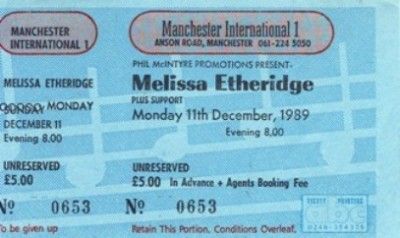 MANCHESTER
INTERNATIONAL 1
MELISSA ETHERIDGE
SUNDAY
MONDAY
DECEMBER 11
Evening 8.00
UNRESERVED
£5.00
Nº 0653
To be given up
Manchester International 1
ANSON ROAD, MANCHESTER 061-224 5050
PHIL McINTYRE PROMOTIONS PRESENT-
Melissa Etheridge
PLUS SUPPORT
Monday 11th December, 1989
Evening 8.00
UNRESERVED
£5.00 In Advance + Agents Booking Fee
Nº 0653
Retain This Portion. Conditions Overleaf.
TICKET PRINTING